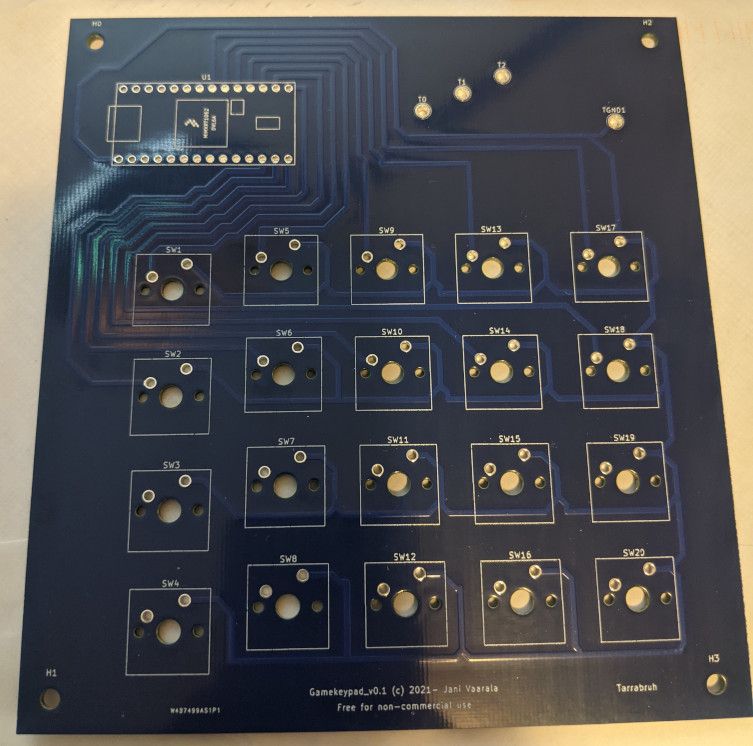 H0
H2
U1
T2
T1
T0
TGND1
SW1
SW5
SW9
SW13
SW17
SW2
SW6
SW10
SW14
SW18
SW3
SW7
SW11
SW15
SW19
SW4
SW8
SW12
SW16
SW20
H1
H3
Gamekeypad_v0.1 (c) 2021- Jani Vaarala
Tarrabruh
Free for non-commercial use
W487499AS1P1